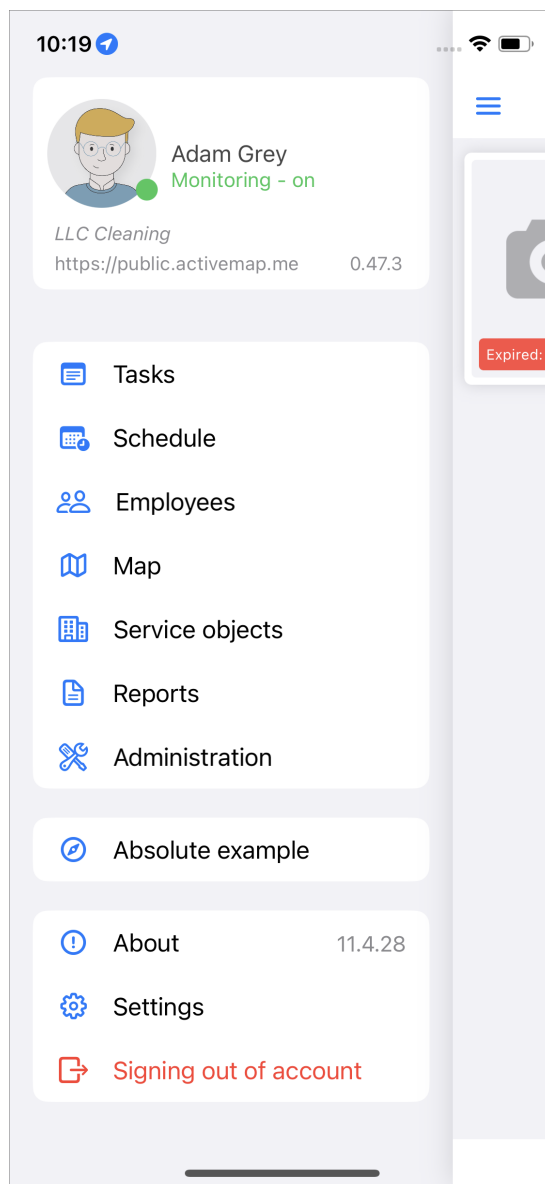 10:19
Adam Grey
Monitoring - on
LLC Cleaning
https://public.activemap.me 0.47.3
Expired:
Tasks
Schedule
Employees
Map
Service objects
Reports
Administration
Absolute example
About 11.4.28
Settings
Signing out of account